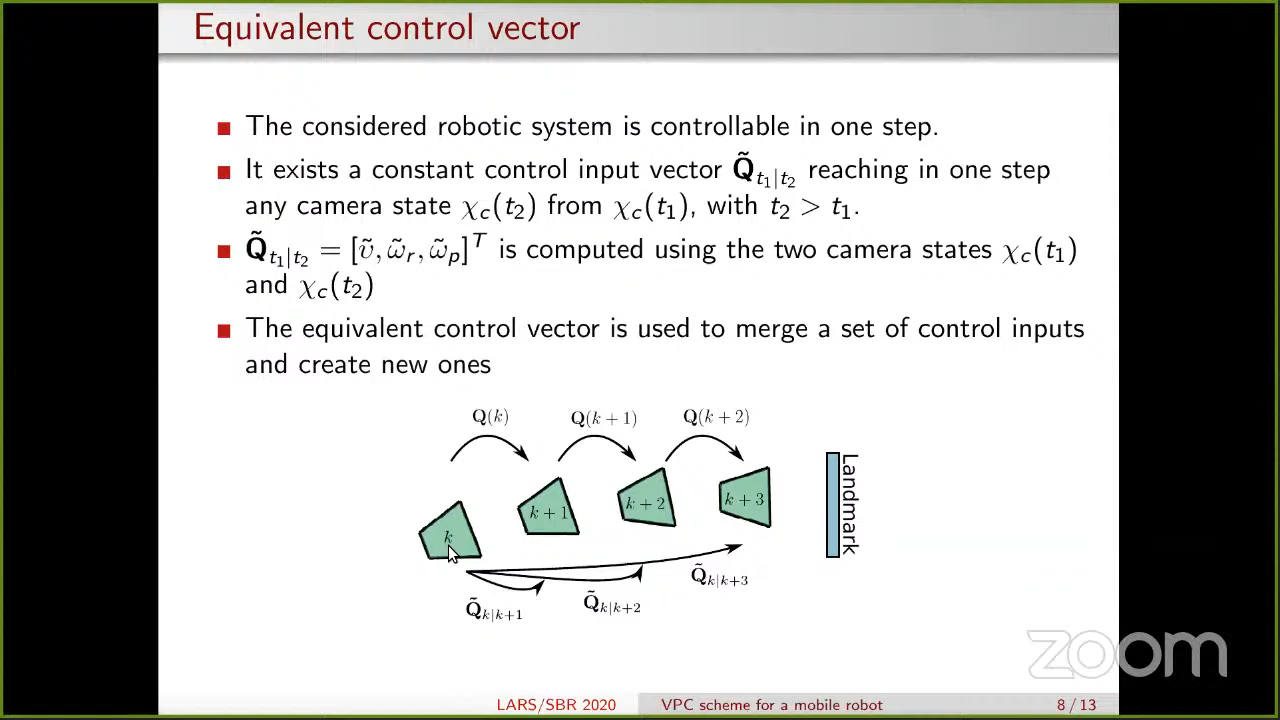 Equivalent control vector
The considered robotic system is controllable in one step.
It exists a constant control input vector Q̃t₁|t₂ reaching in one step
any camera state χc(t₂) from χc(t₁), with t₂ > t₁.
Q̃t₁|t₂ = [ṽ, ω̃r, ω̃p]ᵀ is computed using the two camera states χc(t₁)
and χc(t₂)
The equivalent control vector is used to merge a set of control inputs
and create new ones
Q(k) Q(k + 1) Q(k + 2)
k k + 1 k + 2 k + 3
Landmark
Q̃k|k+1 Q̃k|k+2 Q̃k|k+3
zoom
LARS/SBR 2020 VPC scheme for a mobile robot 8 / 13